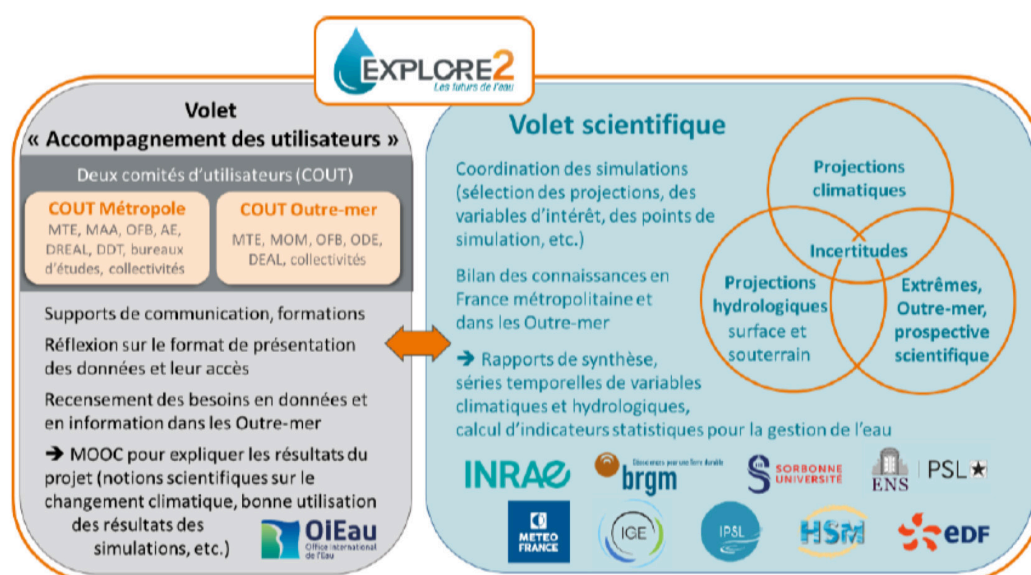 EXPLORE2
Les futurs de l'eau
Volet
« Accompagnement des utilisateurs »
Deux comités d'utilisateurs (COUT)
COUT Métropole
MTE, MAA, OFB, AE,
DREAL, DDT, bureaux
d'études, collectivités
COUT Outre-mer
MTE, MOM, OFB, ODE,
DEAL, collectivités
Supports de communication, formations
Réflexion sur le format de présentation
des données et leur accès
Recensement des besoins en données et
en information dans les Outre-mer
➔ MOOC pour expliquer les résultats du
projet (notions scientifiques sur le
changement climatique, bonne utilisation
des résultats des
simulations, etc.)
OiEau
Office International
de l'Eau
Volet scientifique
Coordination des simulations
(sélection des projections, des
variables d'intérêt, des points de
simulation, etc.)
Bilan des connaissances en
France métropolitaine et
dans les Outre-mer
➔ Rapports de synthèse,
séries temporelles de variables
climatiques et hydrologiques,
calcul d'indicateurs statistiques pour la gestion de l'eau
Projections
climatiques
Incertitudes
Projections
hydrologiques
surface et
souterrain
Extrêmes,
Outre-mer,
prospective
scientifique
INRAE
Géosciences pour une Terre durable
brgm
SORBONNE
UNIVERSITÉ
ENS
PSL
METEO
FRANCE
IGE
IPSL
HSM
eDF